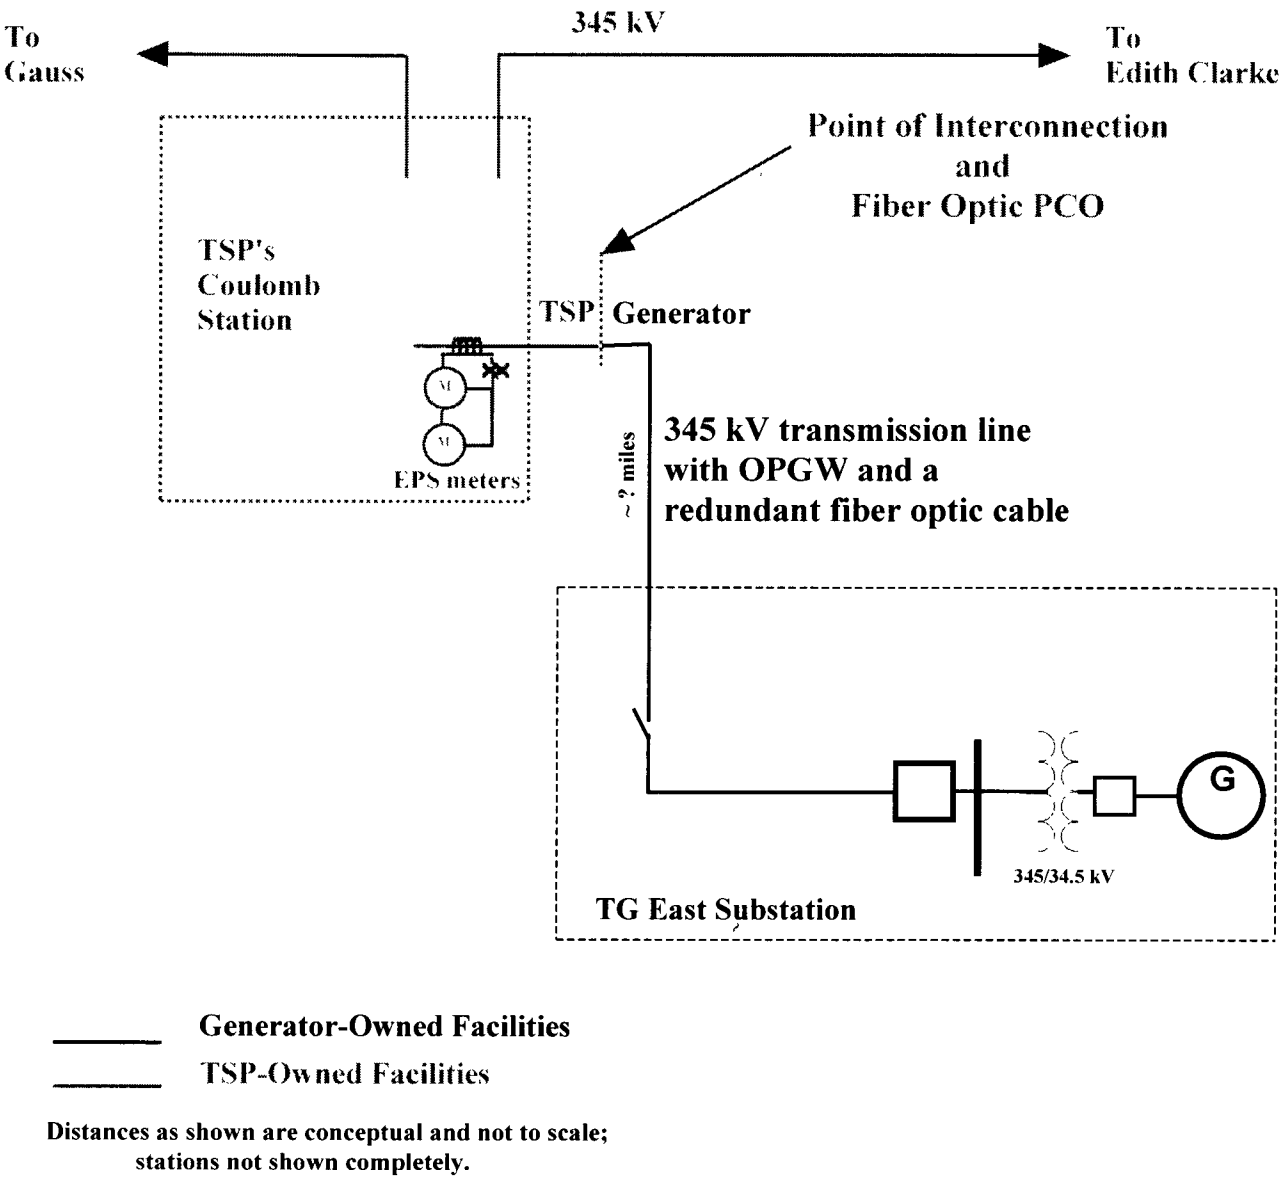 To
Gauss
345 kV
To
Edith Clarke
Point of Interconnection
and
Fiber Optic PCO
TSP's
Coulomb
Station
TSP
Generator
M
M
EPS meters
~ ? miles
345 kV transmission line
with OPGW and a
redundant fiber optic cable
G
345/34.5 kV
TG East Substation
~
Generator-Owned Facilities
TSP-Owned Facilities
Distances as shown are conceptual and not to scale;
stations not shown completely.